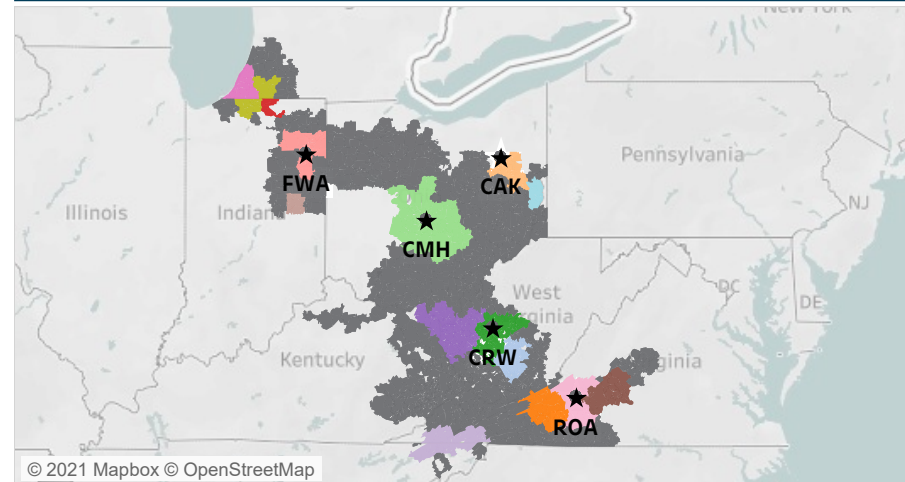 New York
Pennsylvania
FWA
CAK
Illinois
Indian
NJ
CMH
West
ginia
DC
DE
CRW
Kentucky
ginia
ROA
© 2021 Mapbox © OpenStreetMap